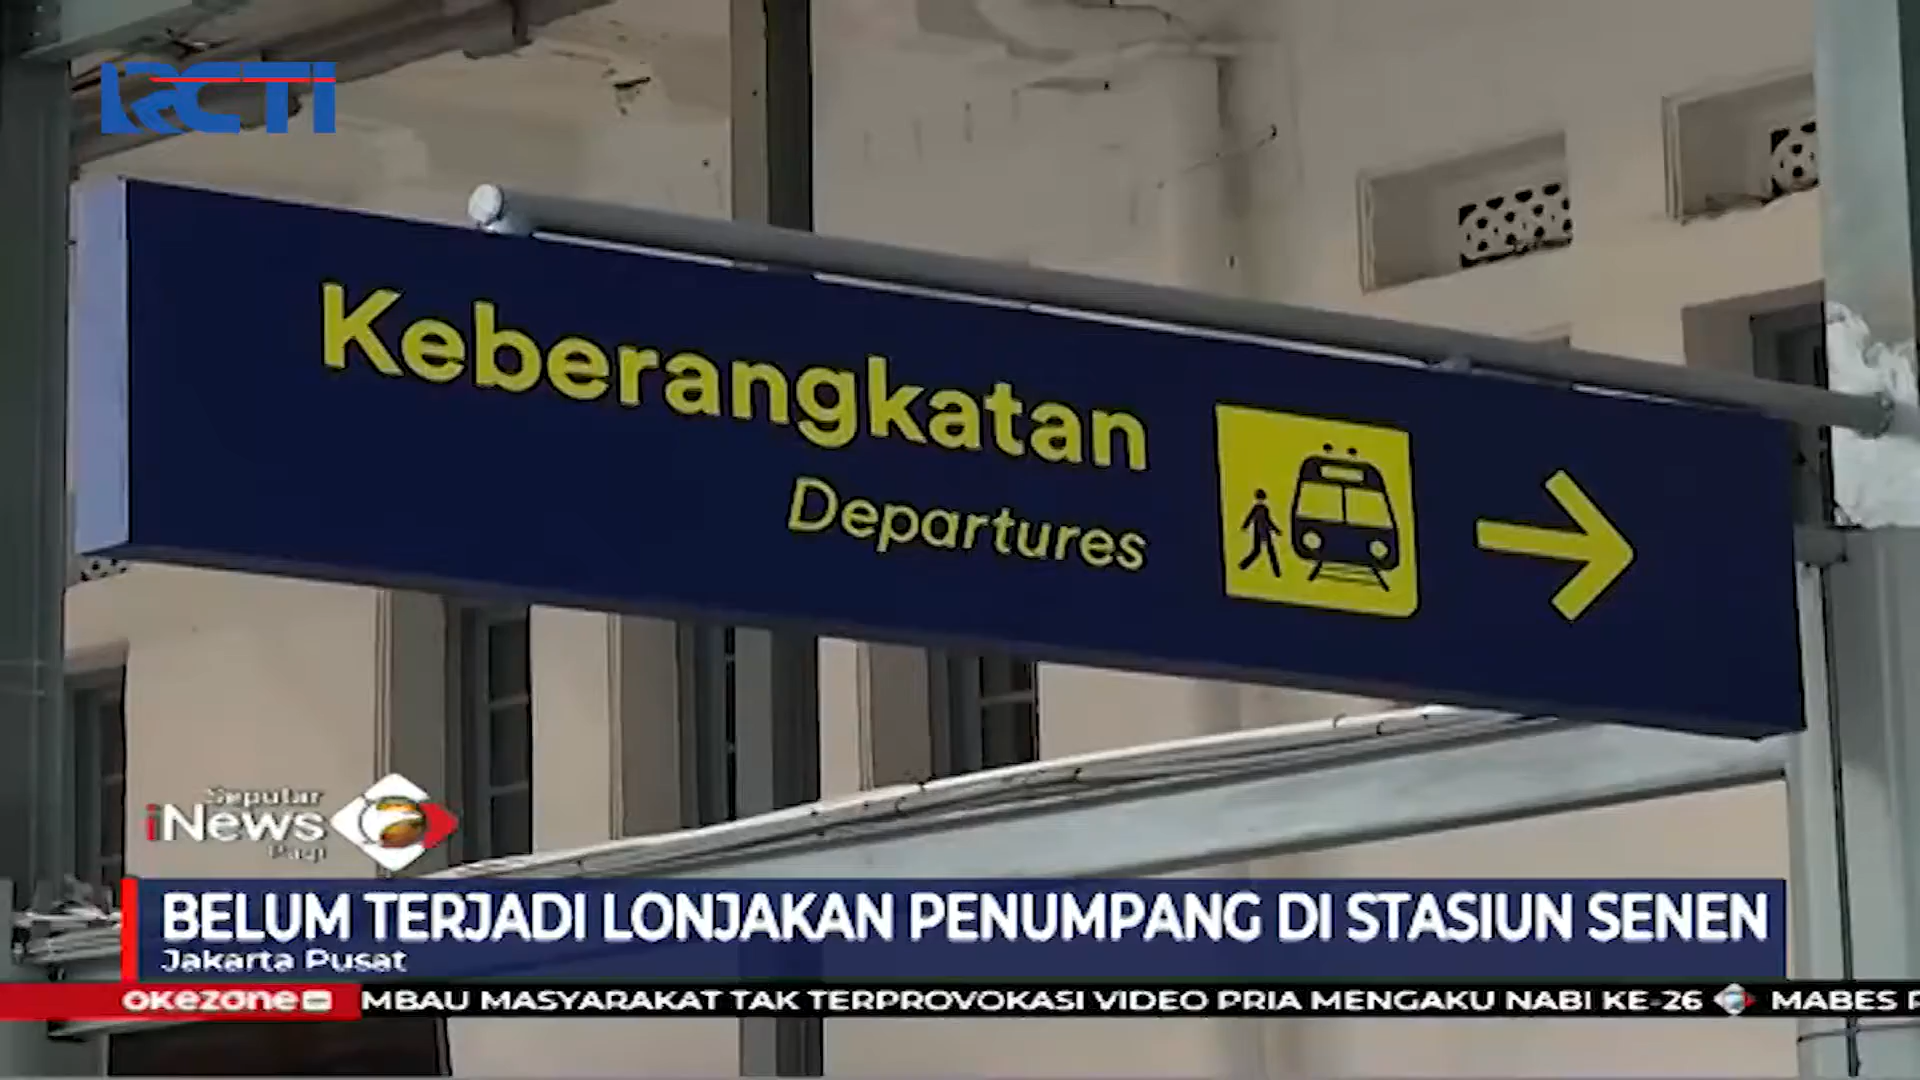 RCTI
Keberangkatan
Departures
Seputar
iNews
Pagi
BELUM TERJADI LONJAKAN PENUMPANG DI STASIUN SENEN
Jakarta Pusat
okezone
MBAU MASYARAKAT TAK TERPROVOKASI VIDEO PRIA MENGAKU NABI KE-26 MABES